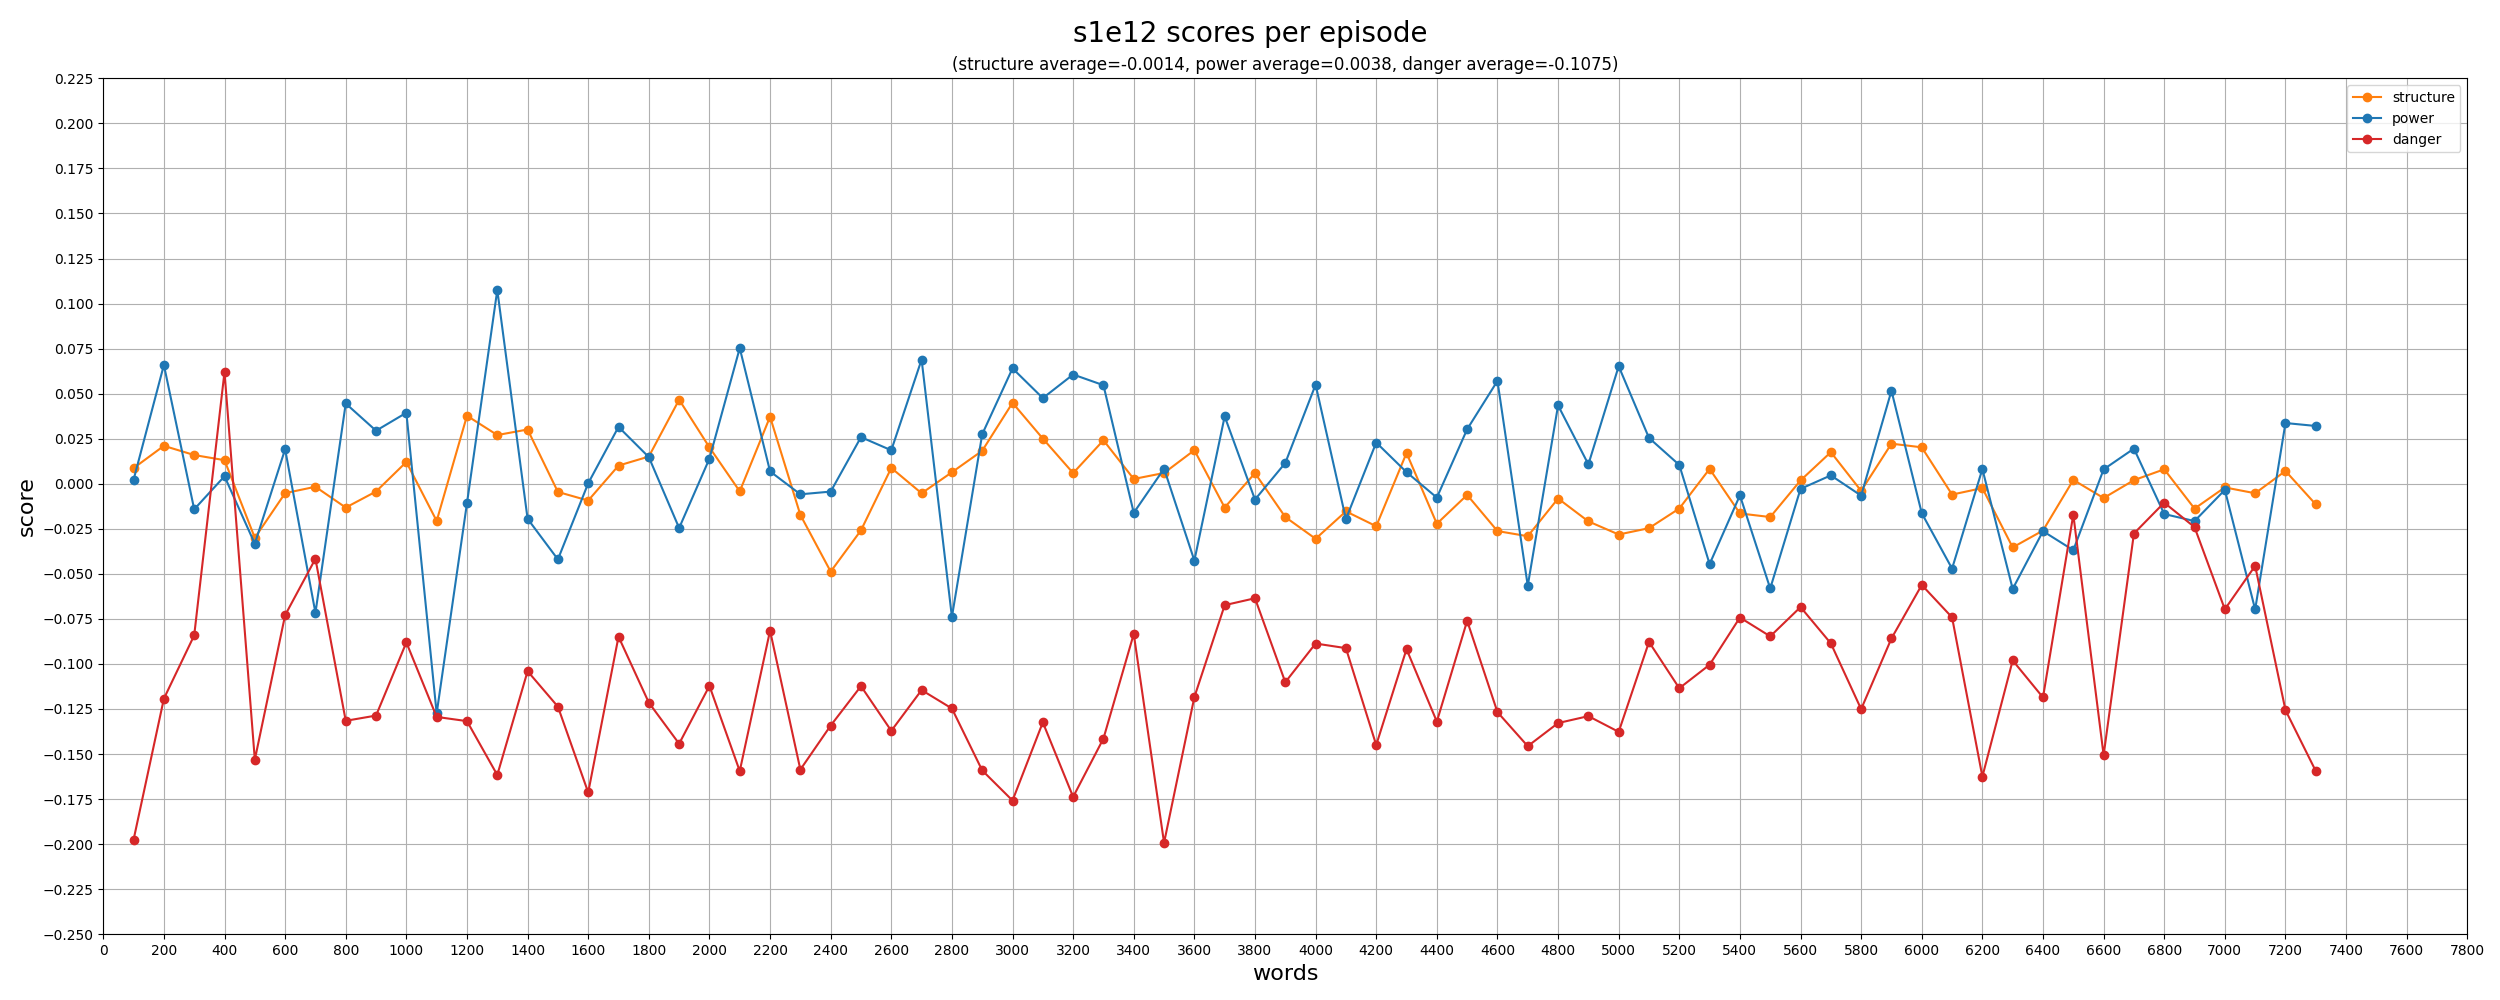 s1e12 scores per episode
(structure average=-0.0014, power average=0.0038, danger average=-0.1075)
structure
power
danger
score
0.225
0.200
0.175
0.150
0.125
0.100
0.075
0.050
0.025
0.000
−0.025
−0.050
−0.075
−0.100
−0.125
−0.150
−0.175
−0.200
−0.225
−0.250
0 200 400 600 800 1000 1200 1400 1600 1800 2000 2200 2400 2600 2800 3000 3200 3400 3600 3800 4000 4200 4400 4600 4800 5000 5200 5400 5600 5800 6000 6200 6400 6600 6800 7000 7200 7400 7600 7800
words